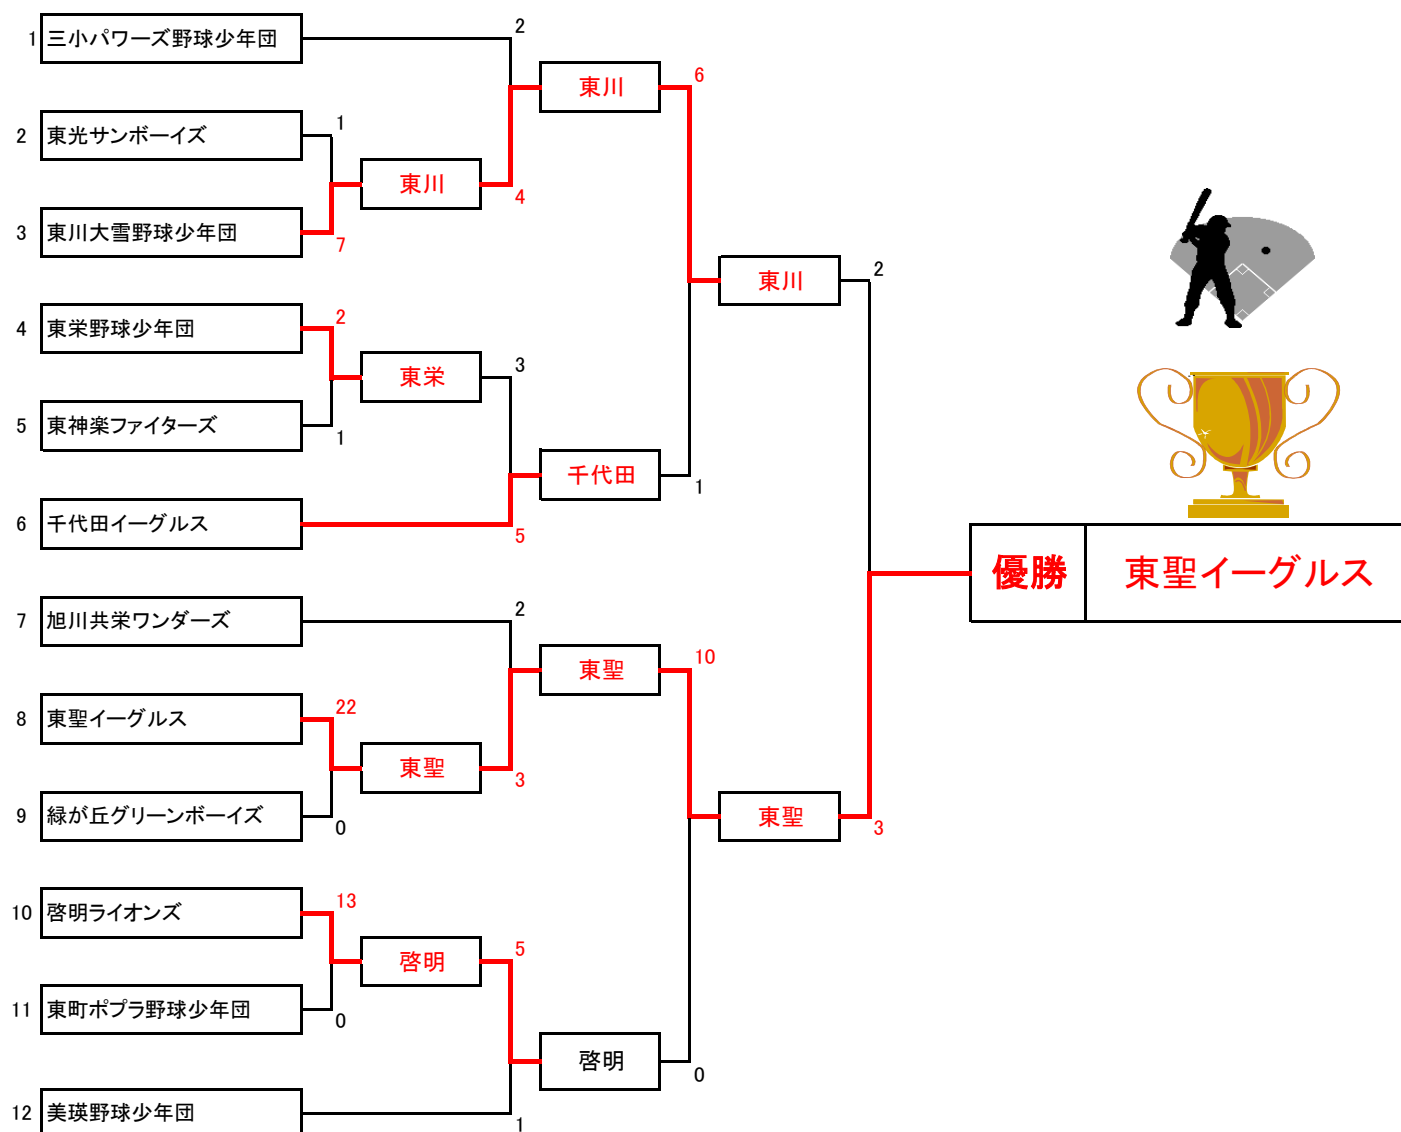 2
1 三小パワーズ野球少年団
東川 6
1
2 東光サンボーイズ
東川 4
3 東川大雪野球少年団
7
東川 2
4 東栄野球少年団 2
東栄 3
5 東神楽ファイターズ
1
千代田 1
6 千代田イーグルス
5
優勝 東聖イーグルス
7 旭川共栄ワンダーズ 2
東聖 10
8 東聖イーグルス 22
東聖 3
9 緑が丘グリーンボーイズ
0
東聖 3
10 啓明ライオンズ 13
啓明 5
11 東町ポプラ野球少年団
0
啓明 0
12 美瑛野球少年団
1